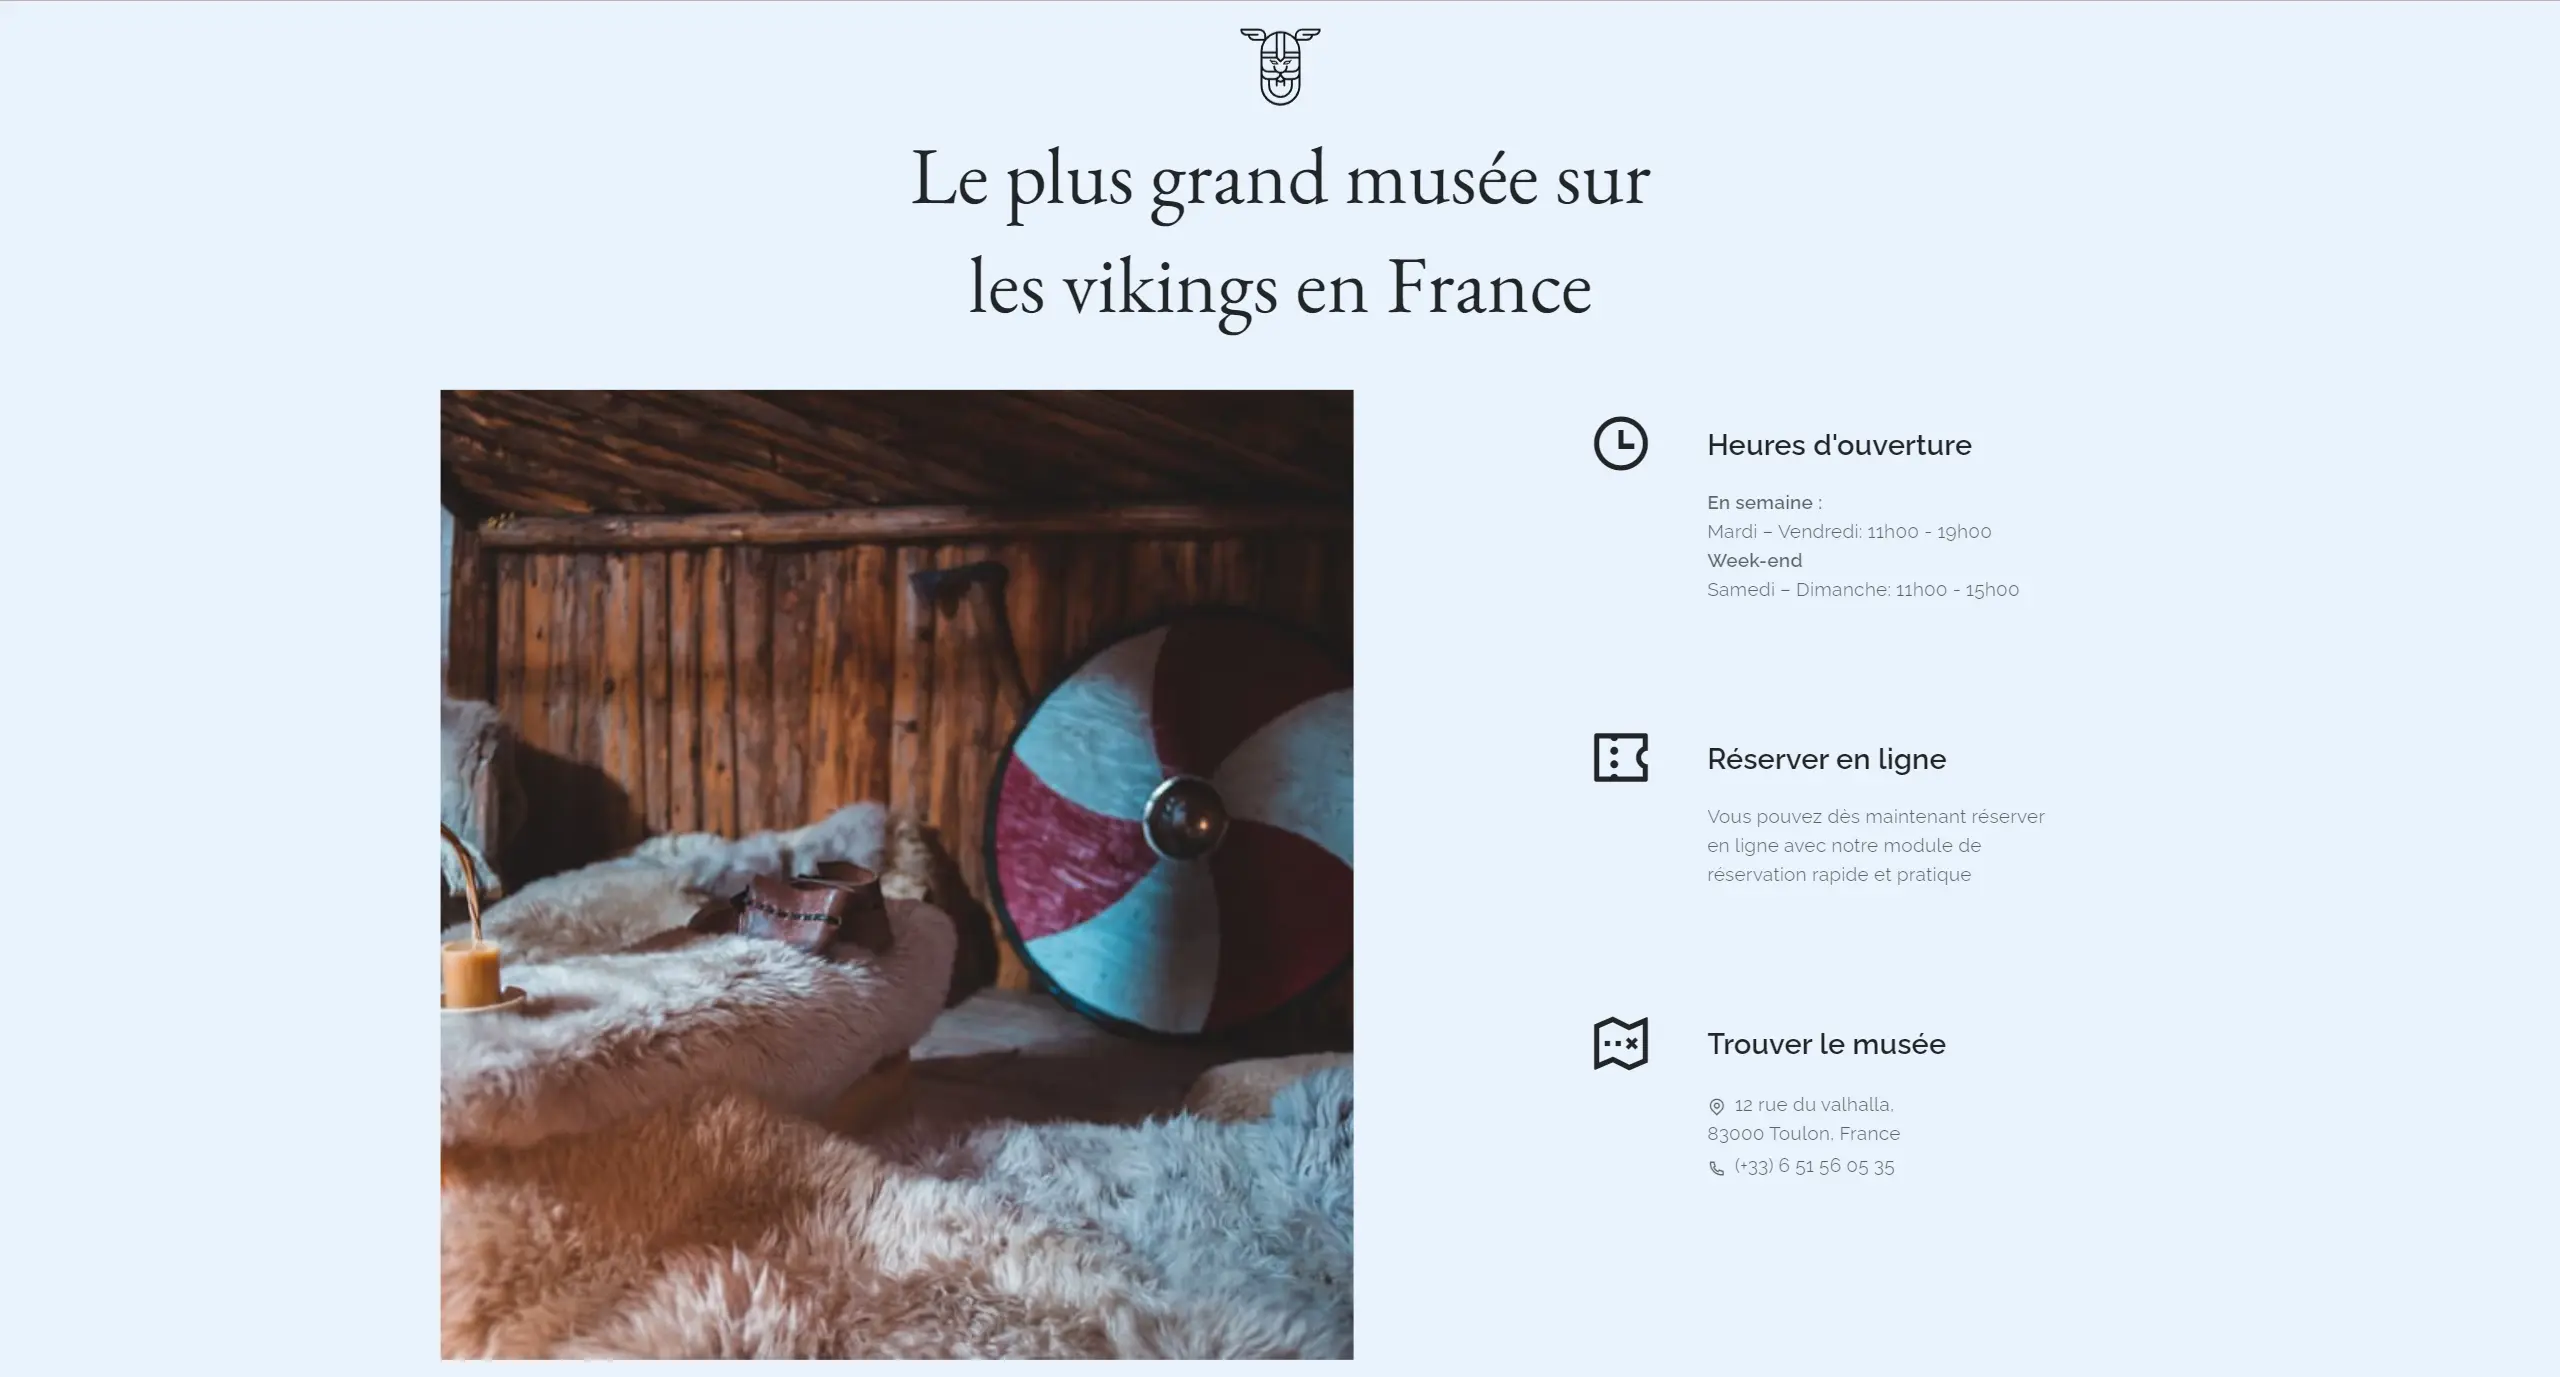 Le plus grand musée sur
les vikings en France
Heures d'ouverture
En semaine :
Mardi – Vendredi: 11h00 - 19h00
Week-end
Samedi – Dimanche: 11h00 - 15h00
Réserver en ligne
Vous pouvez dès maintenant réserver
en ligne avec notre module de
réservation rapide et pratique
Trouver le musée
12 rue du valhalla,
83000 Toulon, France
(+33) 6 51 56 05 35